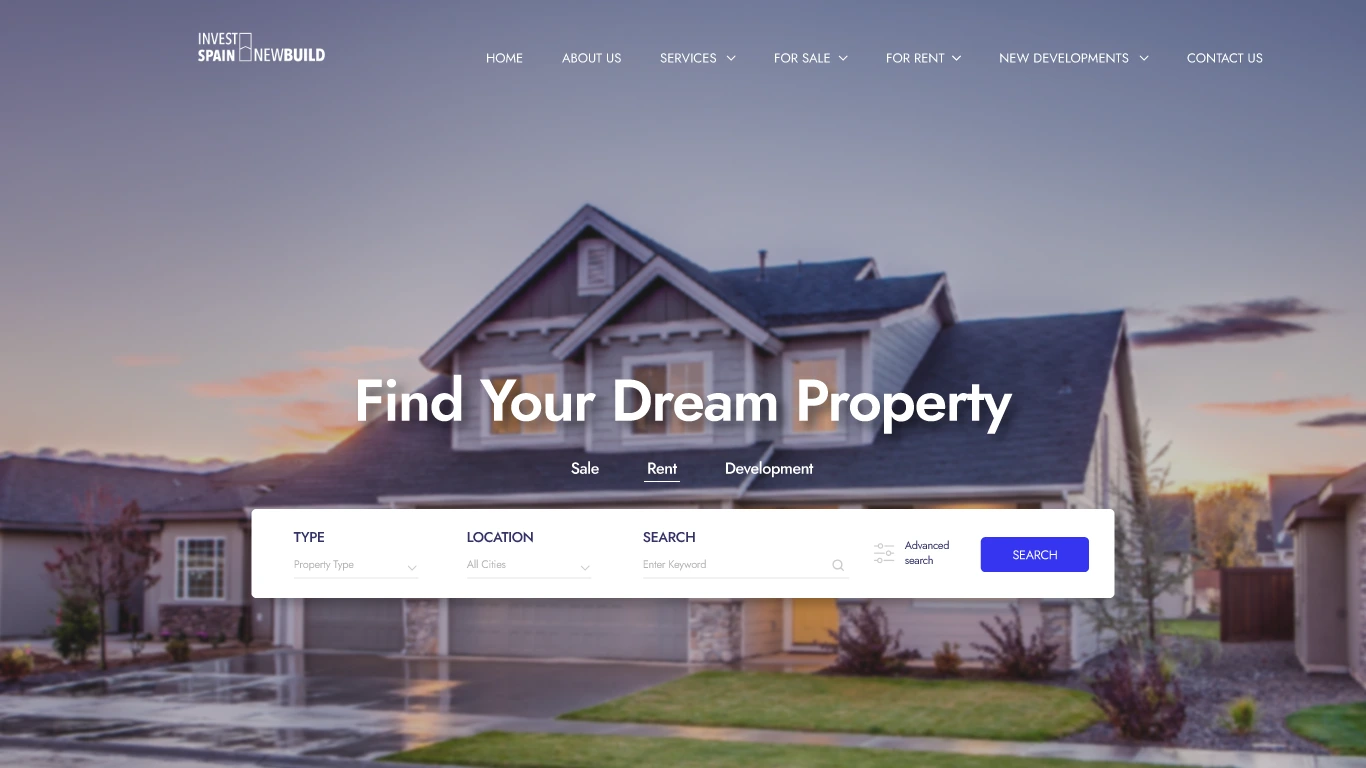 INVEST
SPAIN NEWBUILD
HOME ABOUT US SERVICES FOR SALE FOR RENT NEW DEVELOPMENTS CONTACT US
Find Your Dream Property
Sale Rent Development
TYPE LOCATION SEARCH
Property Type All Cities Enter Keyword
Advanced
search
SEARCH